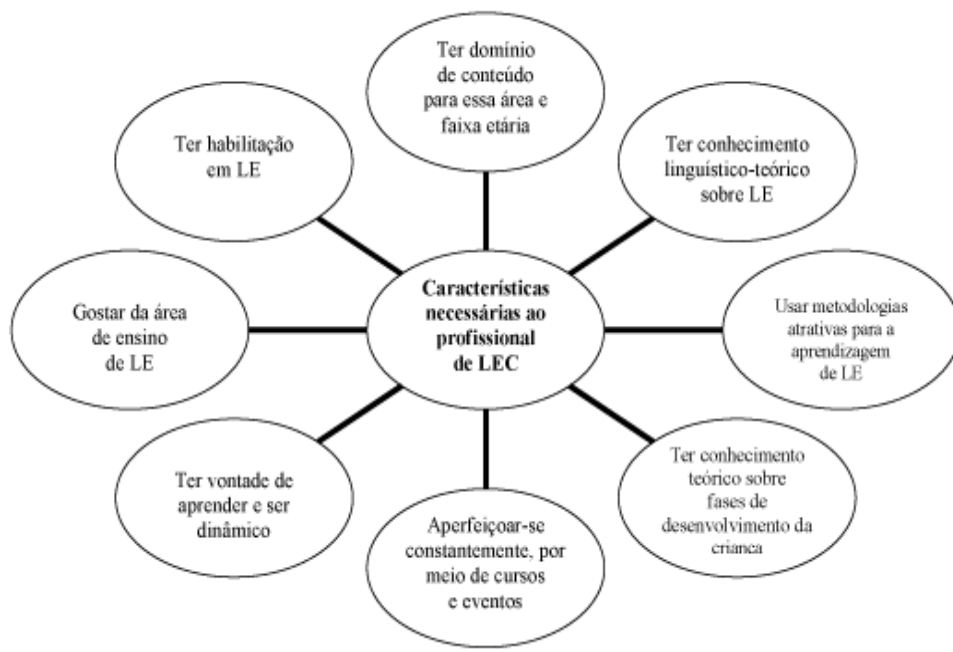 Ter domínio
de conteúdo
para essa área e
faixa etária
Ter habilitação
em LE
Ter conhecimento
linguístico-teórico
sobre LE
Gostar da área
de ensino
de LE
Características
necessárias ao
profissional
de LEC
Usar metodologias
atrativas para a
aprendizagem
de LE
Ter vontade de
aprender e ser
dinâmico
Aperfeiçoar-se
constantemente, por
meio de cursos
e eventos
Ter conhecimento
teórico sobre
fases de
desenvolvimento da
crianca